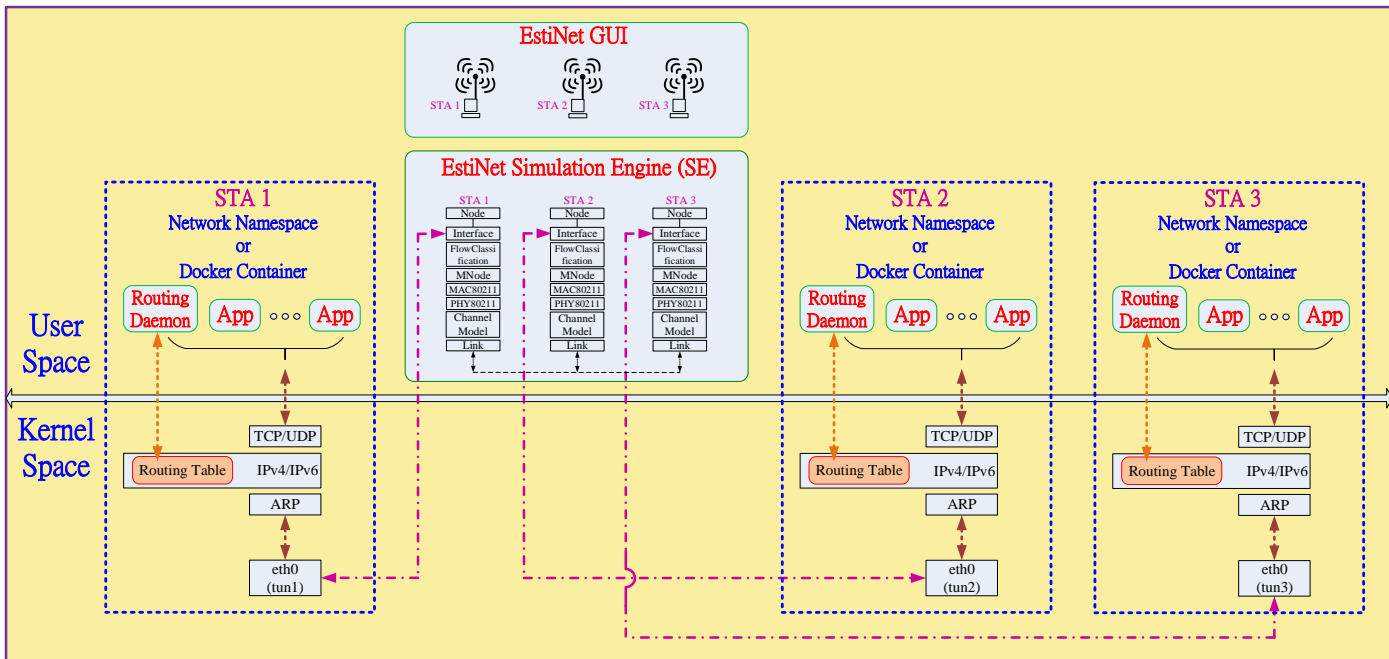 EstiNet GUI
STA 1
STA 2
STA 3
EstiNet Simulation Engine (SE)
STA 1
Node
Interface
FlowClassi
fication
MNode
MAC80211
PHY80211
Channel
Model
Link
STA 2
Node
Interface
FlowClassi
fication
MNode
MAC80211
PHY80211
Channel
Model
Link
STA 3
Node
Interface
FlowClassi
fication
MNode
MAC80211
PHY80211
Channel
Model
Link
User
Space
Kernel
Space
STA 1
Network Namespace
or
Docker Container
Routing
Daemon
App
App
TCP/UDP
Routing Table
IPv4/IPv6
ARP
eth0
(tun1)
STA 2
Network Namespace
or
Docker Container
Routing
Daemon
App
App
TCP/UDP
Routing Table
IPv4/IPv6
ARP
eth0
(tun2)
STA 3
Network Namespace
or
Docker Container
Routing
Daemon
App
App
TCP/UDP
Routing Table
IPv4/IPv6
ARP
eth0
(tun3)